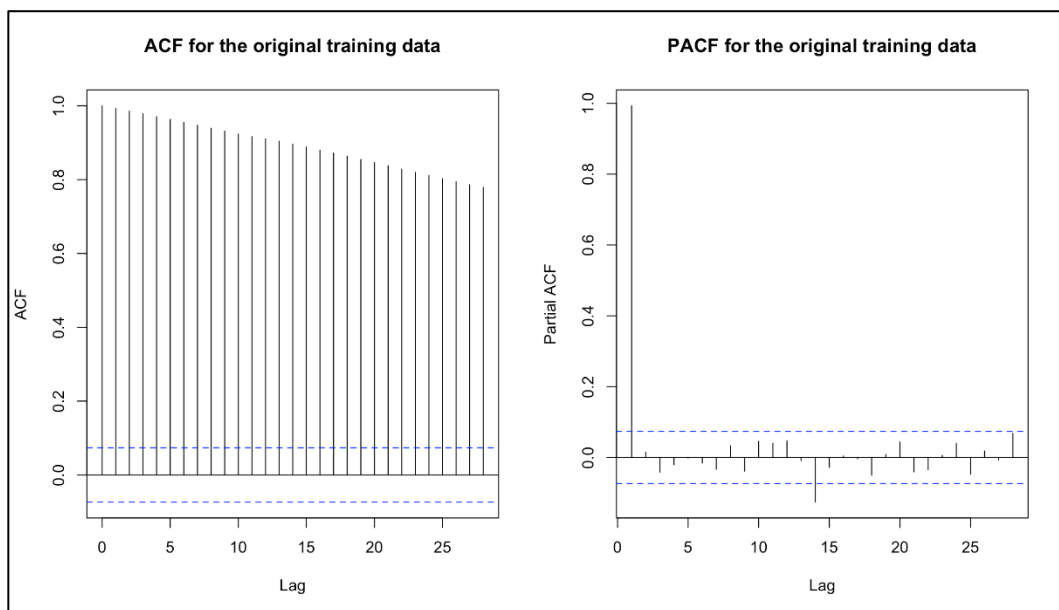 ACF for the original training data
ACF
1.0
0.8
0.6
0.4
0.2
0.0
0 5 10 15 20 25
Lag
PACF for the original training data
Partial ACF
1.0
0.8
0.6
0.4
0.2
0.0
0 5 10 15 20 25
Lag